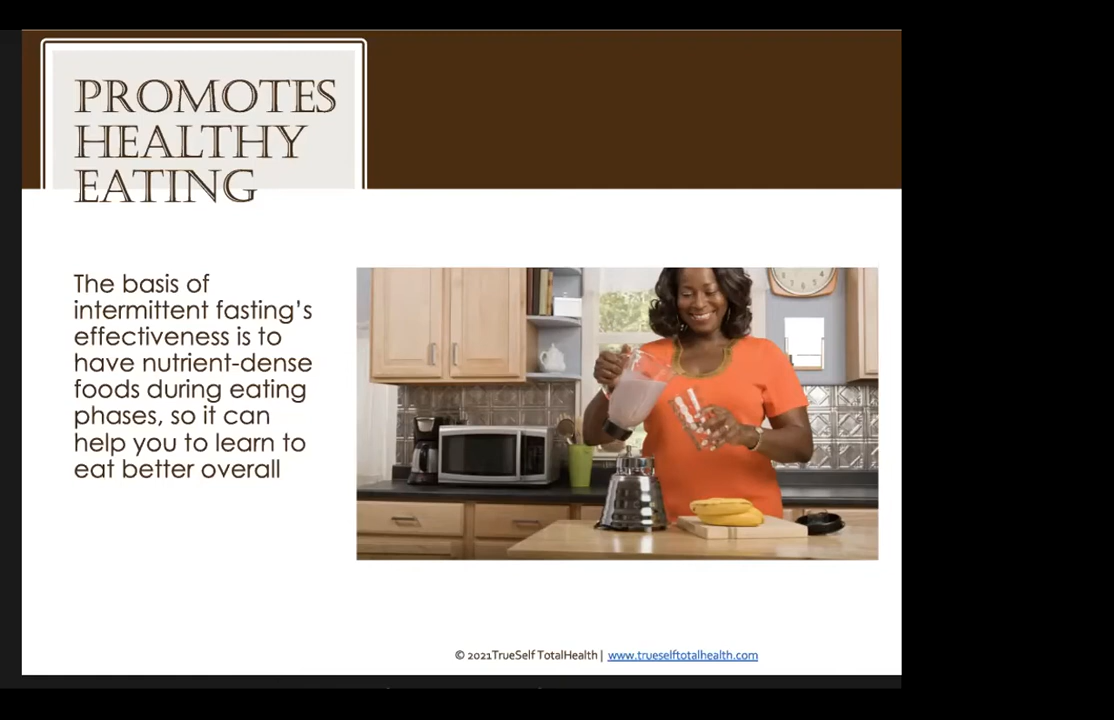 PROMOTES
HEALTHY
EATING
The basis of
intermittent fasting’s
effectiveness is to
have nutrient-dense
foods during eating
phases, so it can
help you to learn to
eat better overall
© 2021TrueSelf TotalHealth | www.trueselftotalhealth.com